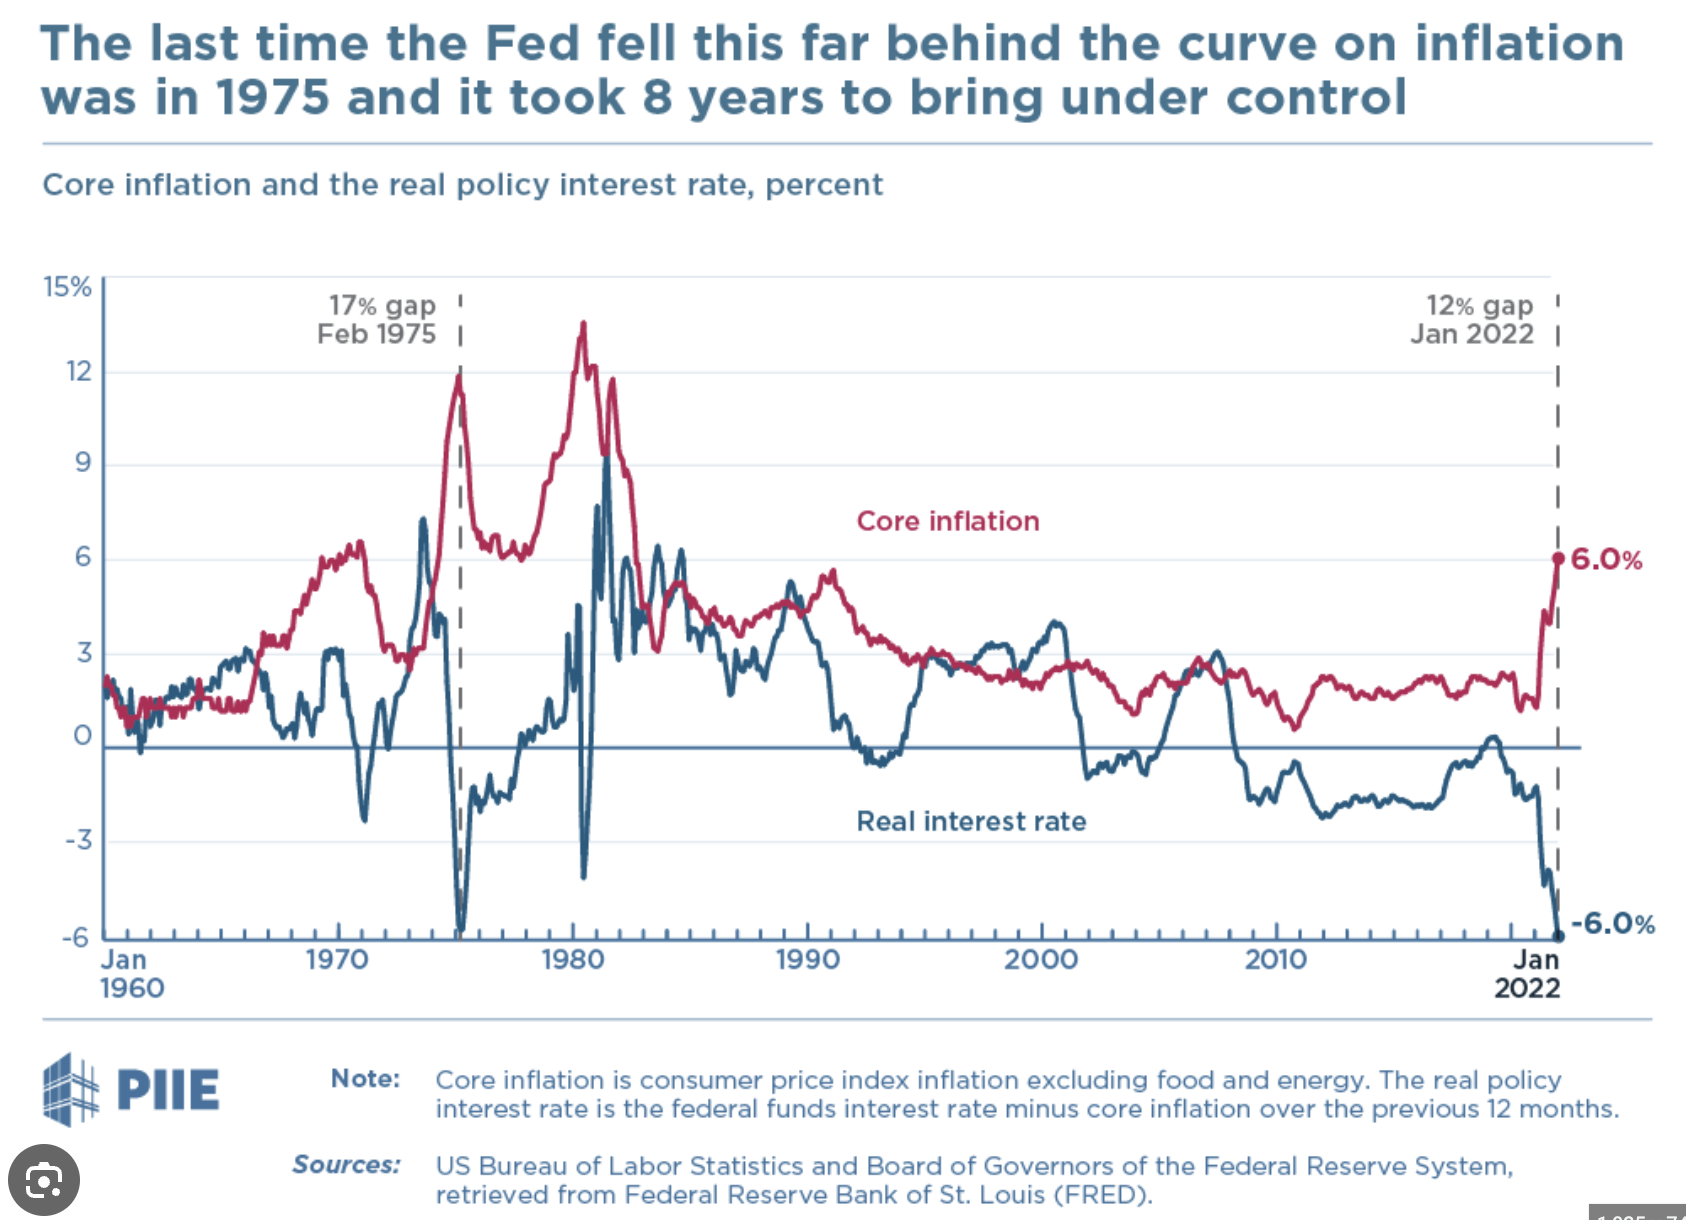 The last time the Fed fell this far behind the curve on inflation
was in 1975 and it took 8 years to bring under control
Core inflation and the real policy interest rate, percent
15%
12
9
6
3
0
-3
-6
17% gap
Feb 1975
12% gap
Jan 2022
Core inflation
6.0%
Real interest rate
-6.0%
Jan
1960
1970
1980
1990
2000
2010
Jan
2022
PIIE
Note: Core inflation is consumer price index inflation excluding food and energy. The real policy
interest rate is the federal funds interest rate minus core inflation over the previous 12 months.
Sources: US Bureau of Labor Statistics and Board of Governors of the Federal Reserve System,
retrieved from Federal Reserve Bank of St. Louis (FRED).